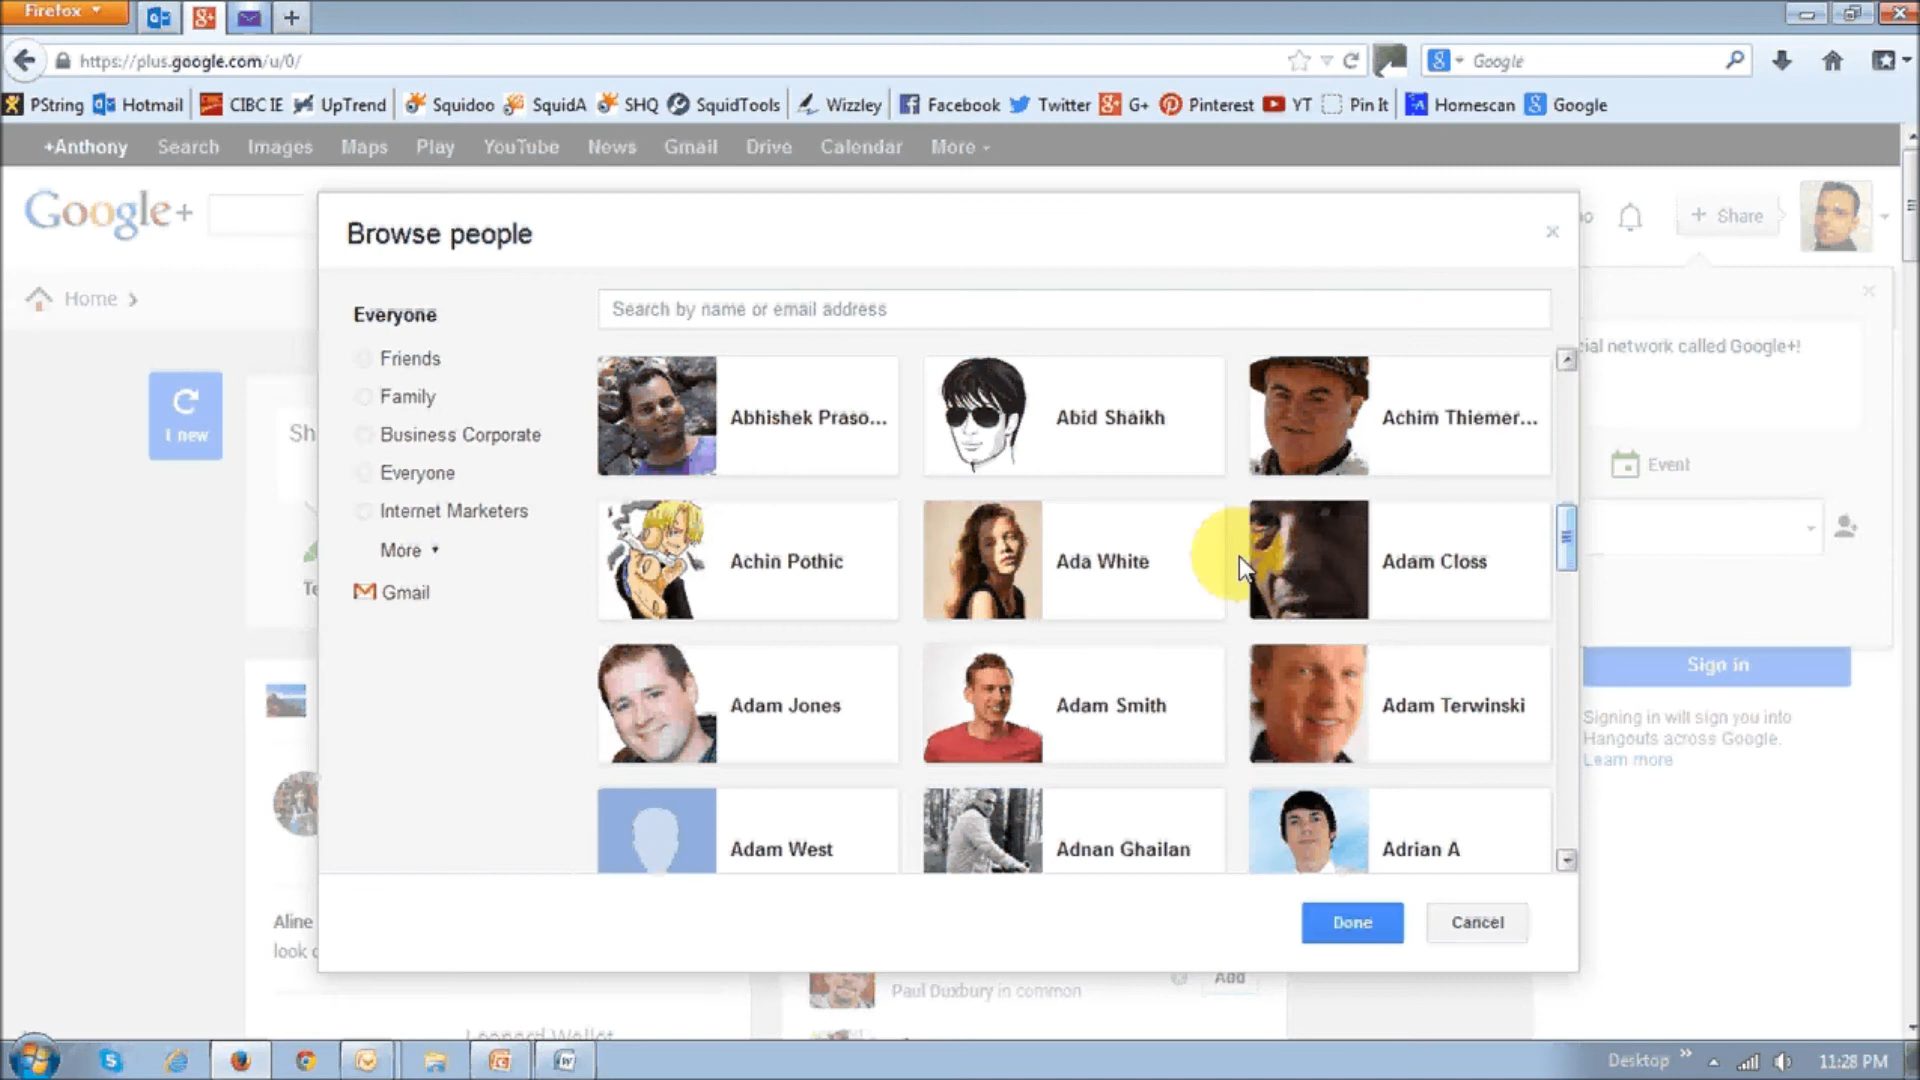 Firefox
https://plus.google.com/u/0/
Google
PString Hotmail CIBC IE UpTrend Squidoo SquidA SHQ SquidTools Wizzley Facebook Twitter G+ Pinterest YT Pin It Homescan Google
+Anthony Search Images Maps Play YouTube News Gmail Drive Calendar More
Google+
+ Share
Browse people
Home
Everyone
Search by name or email address
Friends
Family
Business Corporate
Everyone
Internet Marketers
More
Gmail
1 new
Sh
Te
Abhishek Praso...
Abid Shaikh
Achim Thiemer...
Achin Pothic
Ada White
Adam Closs
Adam Jones
Adam Smith
Adam Terwinski
Adam West
Adnan Ghailan
Adrian A
ial network called Google+!
Event
Sign in
Signing in will sign you into
Hangouts across Google.
Learn more
Done
Cancel
Aline
look
Add
Paul Duxbury in common
Desktop
11:28 PM